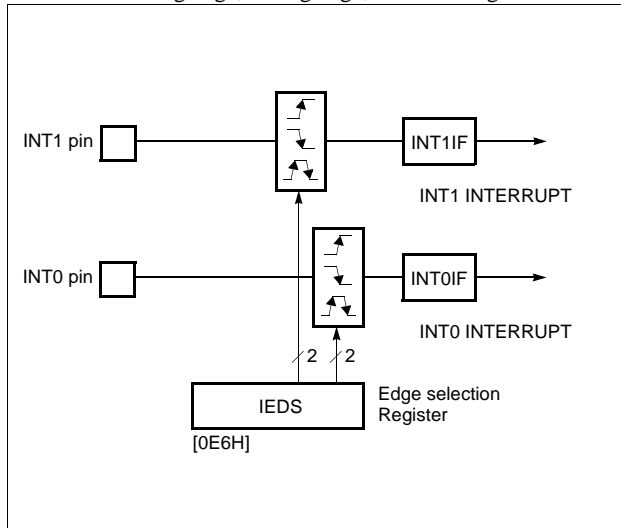 INT1 pin
INT1IF
INT1 INTERRUPT
INT0 pin
INT0IF
INT0 INTERRUPT
2
2
IEDS
Edge selection
Register
[0E6H]